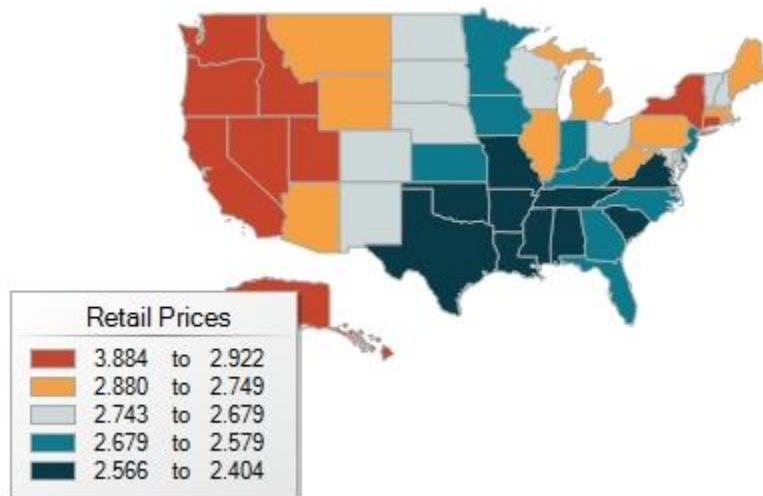 Retail Prices
3.884 to 2.922
2.880 to 2.749
2.743 to 2.679
2.679 to 2.579
2.566 to 2.404